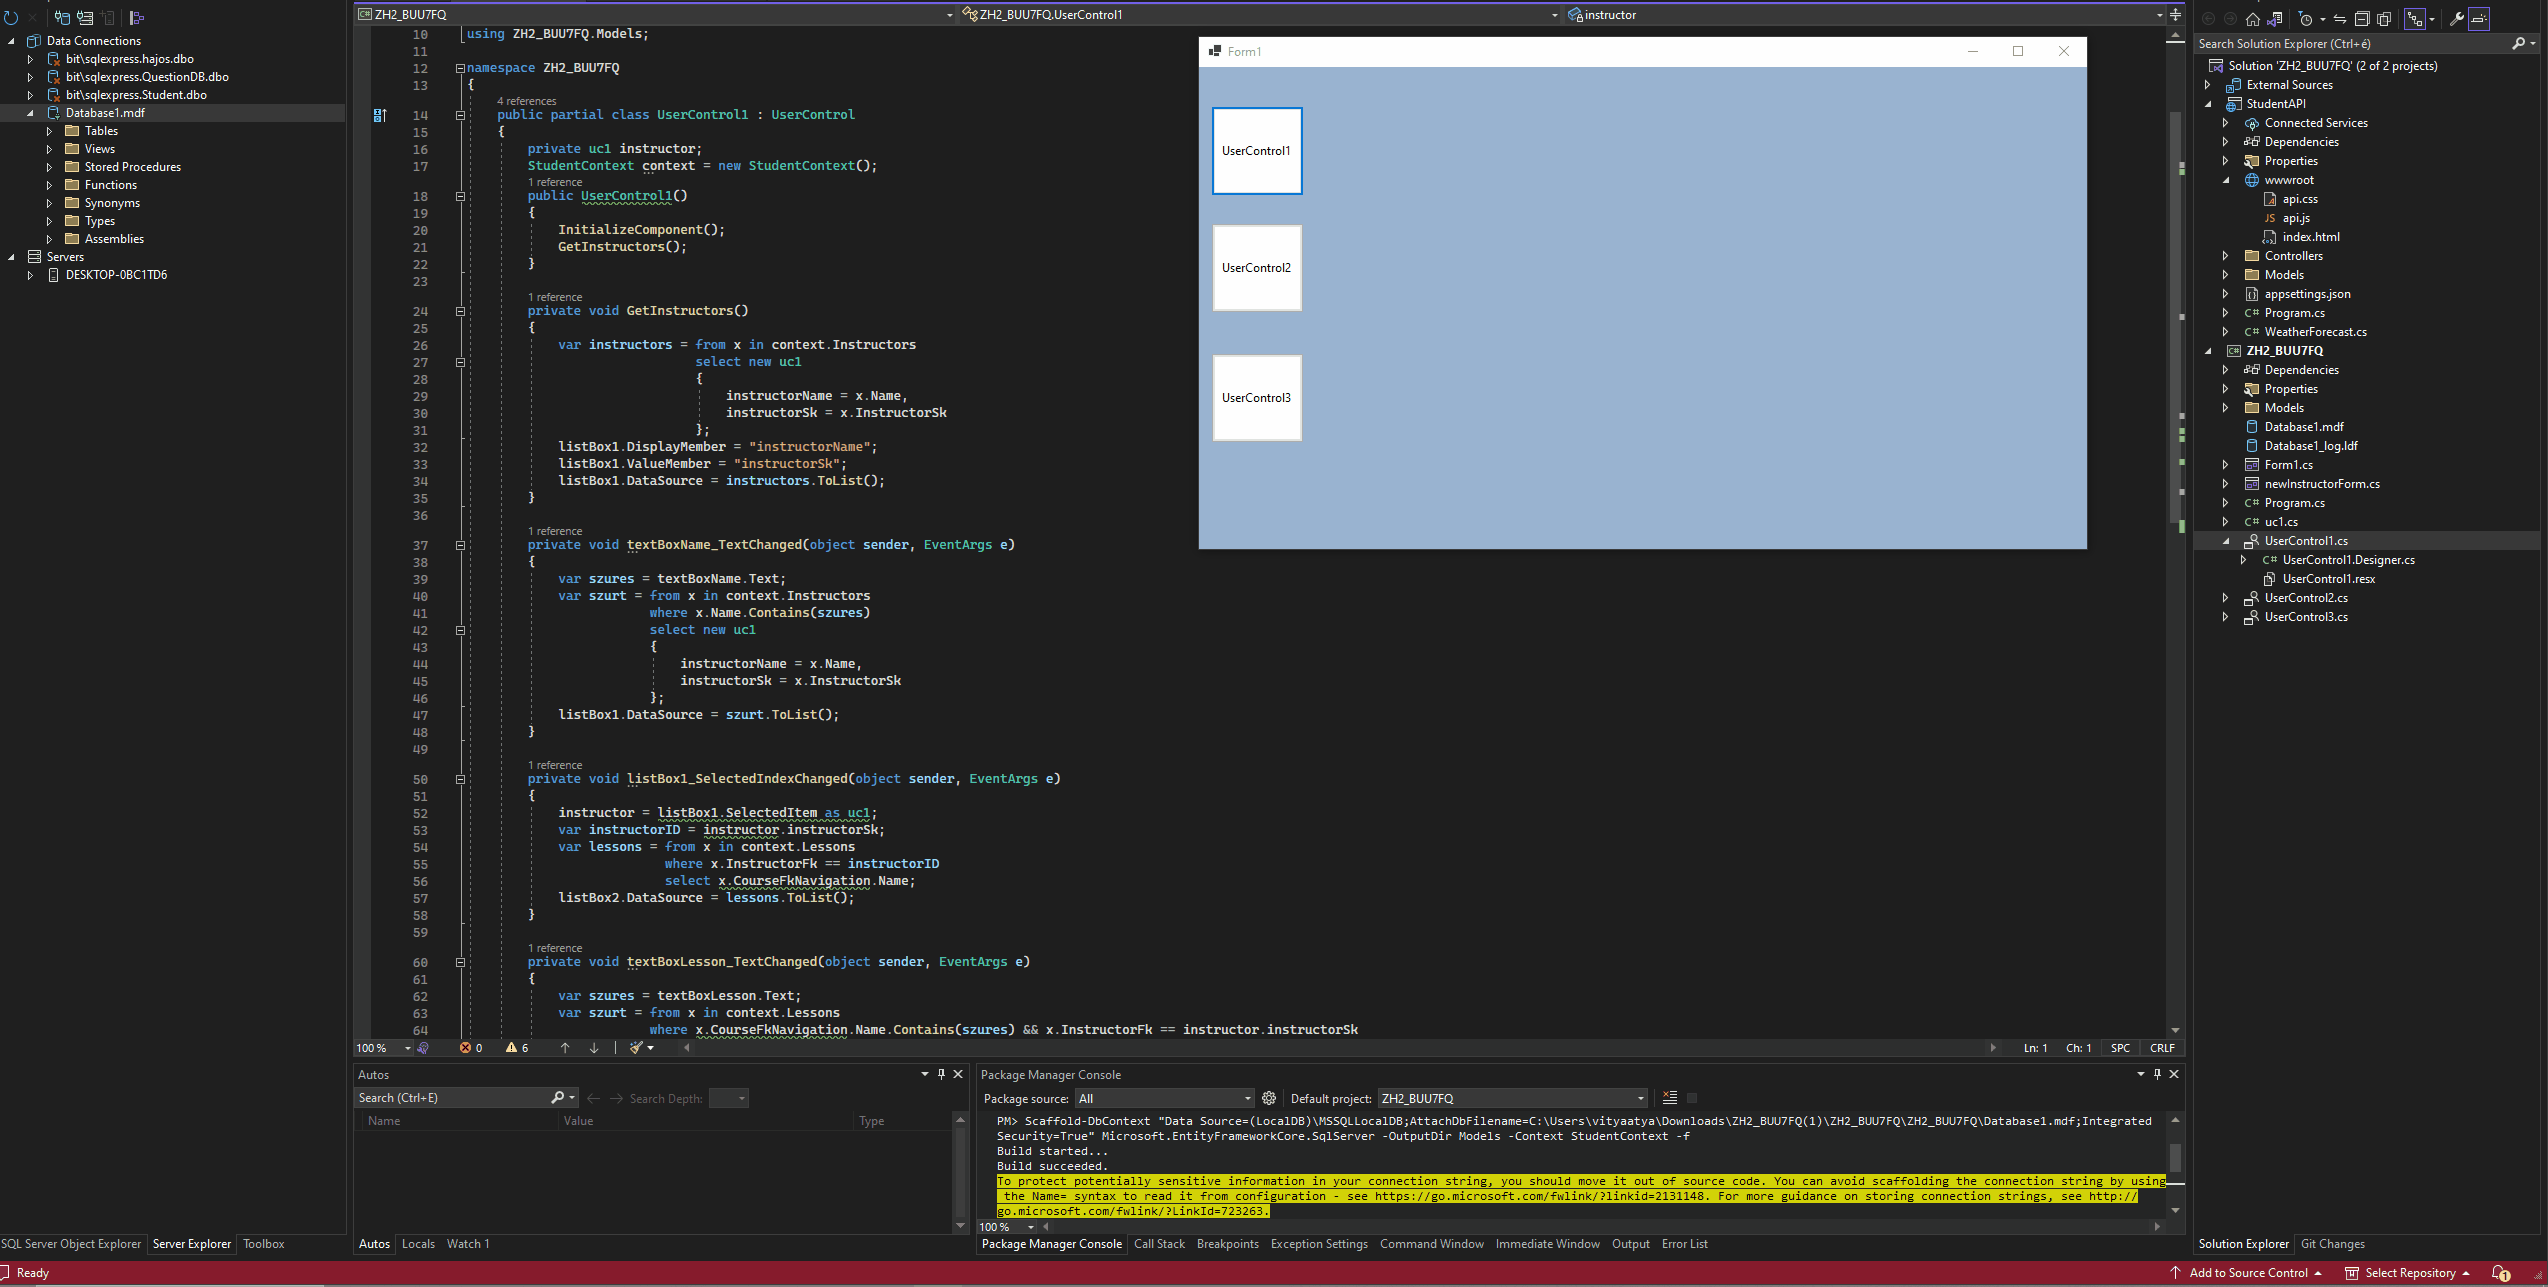 Data Connections
bit\sqlexpress.hajos.dbo
bit\sqlexpress.QuestionDB.dbo
bit\sqlexpress.Student.dbo
Database1.mdf
Tables
Views
Stored Procedures
Functions
Synonyms
Types
Assemblies
Servers
DESKTOP-0BC1TD6
SQL Server Object Explorer
Server Explorer
Toolbox
ZH2_BUU7FQ
ZH2_BUU7FQ.UserControl1
instructor
10 using ZH2_BUU7FQ.Models;
11
12 namespace ZH2_BUU7FQ
13 {
4 references
14 public partial class UserControl1 : UserControl
15 {
16 private uc1 instructor;
17 StudentContext context = new StudentContext();
1 reference
18 public UserControl1()
19 {
20 InitializeComponent();
21 GetInstructors();
22 }
23
1 reference
24 private void GetInstructors()
25 {
26 var instructors = from x in context.Instructors
27 select new uc1
28 {
29 instructorName = x.Name,
30 instructorSk = x.InstructorSk
31 };
32 listBox1.DisplayMember = "instructorName";
33 listBox1.ValueMember = "instructorSk";
34 listBox1.DataSource = instructors.ToList();
35 }
36
1 reference
37 private void textBoxName_TextChanged(object sender, EventArgs e)
38 {
39 var szures = textBoxName.Text;
40 var szurt = from x in context.Instructors
41 where x.Name.Contains(szures)
42 select new uc1
43 {
44 instructorName = x.Name,
45 instructorSk = x.InstructorSk
46 };
47 listBox1.DataSource = szurt.ToList();
48 }
49
1 reference
50 private void listBox1_SelectedIndexChanged(object sender, EventArgs e)
51 {
52 instructor = listBox1.SelectedItem as uc1;
53 var instructorID = instructor.instructorSk;
54 var lessons = from x in context.Lessons
55 where x.InstructorFk == instructorID
56 select x.CourseFkNavigation.Name;
57 listBox2.DataSource = lessons.ToList();
58 }
59
1 reference
60 private void textBoxLesson_TextChanged(object sender, EventArgs e)
61 {
62 var szures = textBoxLesson.Text;
63 var szurt = from x in context.Lessons
64 where x.CourseFkNavigation.Name.Contains(szures) && x.InstructorFk == instructor.instructorSk
100 % 0 6 Ln: 1 Ch: 1 SPC CRLF
Form1
UserControl1
UserControl2
UserControl3
Autos
Search (Ctrl+E) Search Depth:
Name Value Type
Autos Locals Watch 1
Package Manager Console
Package source: All Default project: ZH2_BUU7FQ
PM> Scaffold-DbContext "Data Source=(LocalDB)\MSSQLLocalDB;AttachDbFilename=C:\Users\vityaatya\Downloads\ZH2_BUU7FQ(1)\ZH2_BUU7FQ\ZH2_BUU7FQ\Database1.mdf;Integrated
Security=True" Microsoft.EntityFrameworkCore.SqlServer -OutputDir Models -Context StudentContext -f
Build started...
Build succeeded.
To protect potentially sensitive information in your connection string, you should move it out of source code. You can avoid scaffolding the connection string by using
the Name= syntax to read it from configuration - see https://go.microsoft.com/fwlink/?linkid=2131148. For more guidance on storing connection strings, see http://
go.microsoft.com/fwlink/?LinkId=723263.
100 %
Package Manager Console Call Stack Breakpoints Exception Settings Command Window Immediate Window Output Error List
Search Solution Explorer (Ctrl+é)
Solution 'ZH2_BUU7FQ' (2 of 2 projects)
External Sources
StudentAPI
Connected Services
Dependencies
Properties
wwwroot
api.css
JS api.js
index.html
Controllers
Models
appsettings.json
C# Program.cs
C# WeatherForecast.cs
C# ZH2_BUU7FQ
Dependencies
Properties
Models
Database1.mdf
Database1_log.ldf
Form1.cs
newInstructorForm.cs
C# Program.cs
C# uc1.cs
UserControl1.cs
C# UserControl1.Designer.cs
UserControl1.resx
UserControl2.cs
UserControl3.cs
Solution Explorer Git Changes
Ready
Add to Source Control Select Repository 1